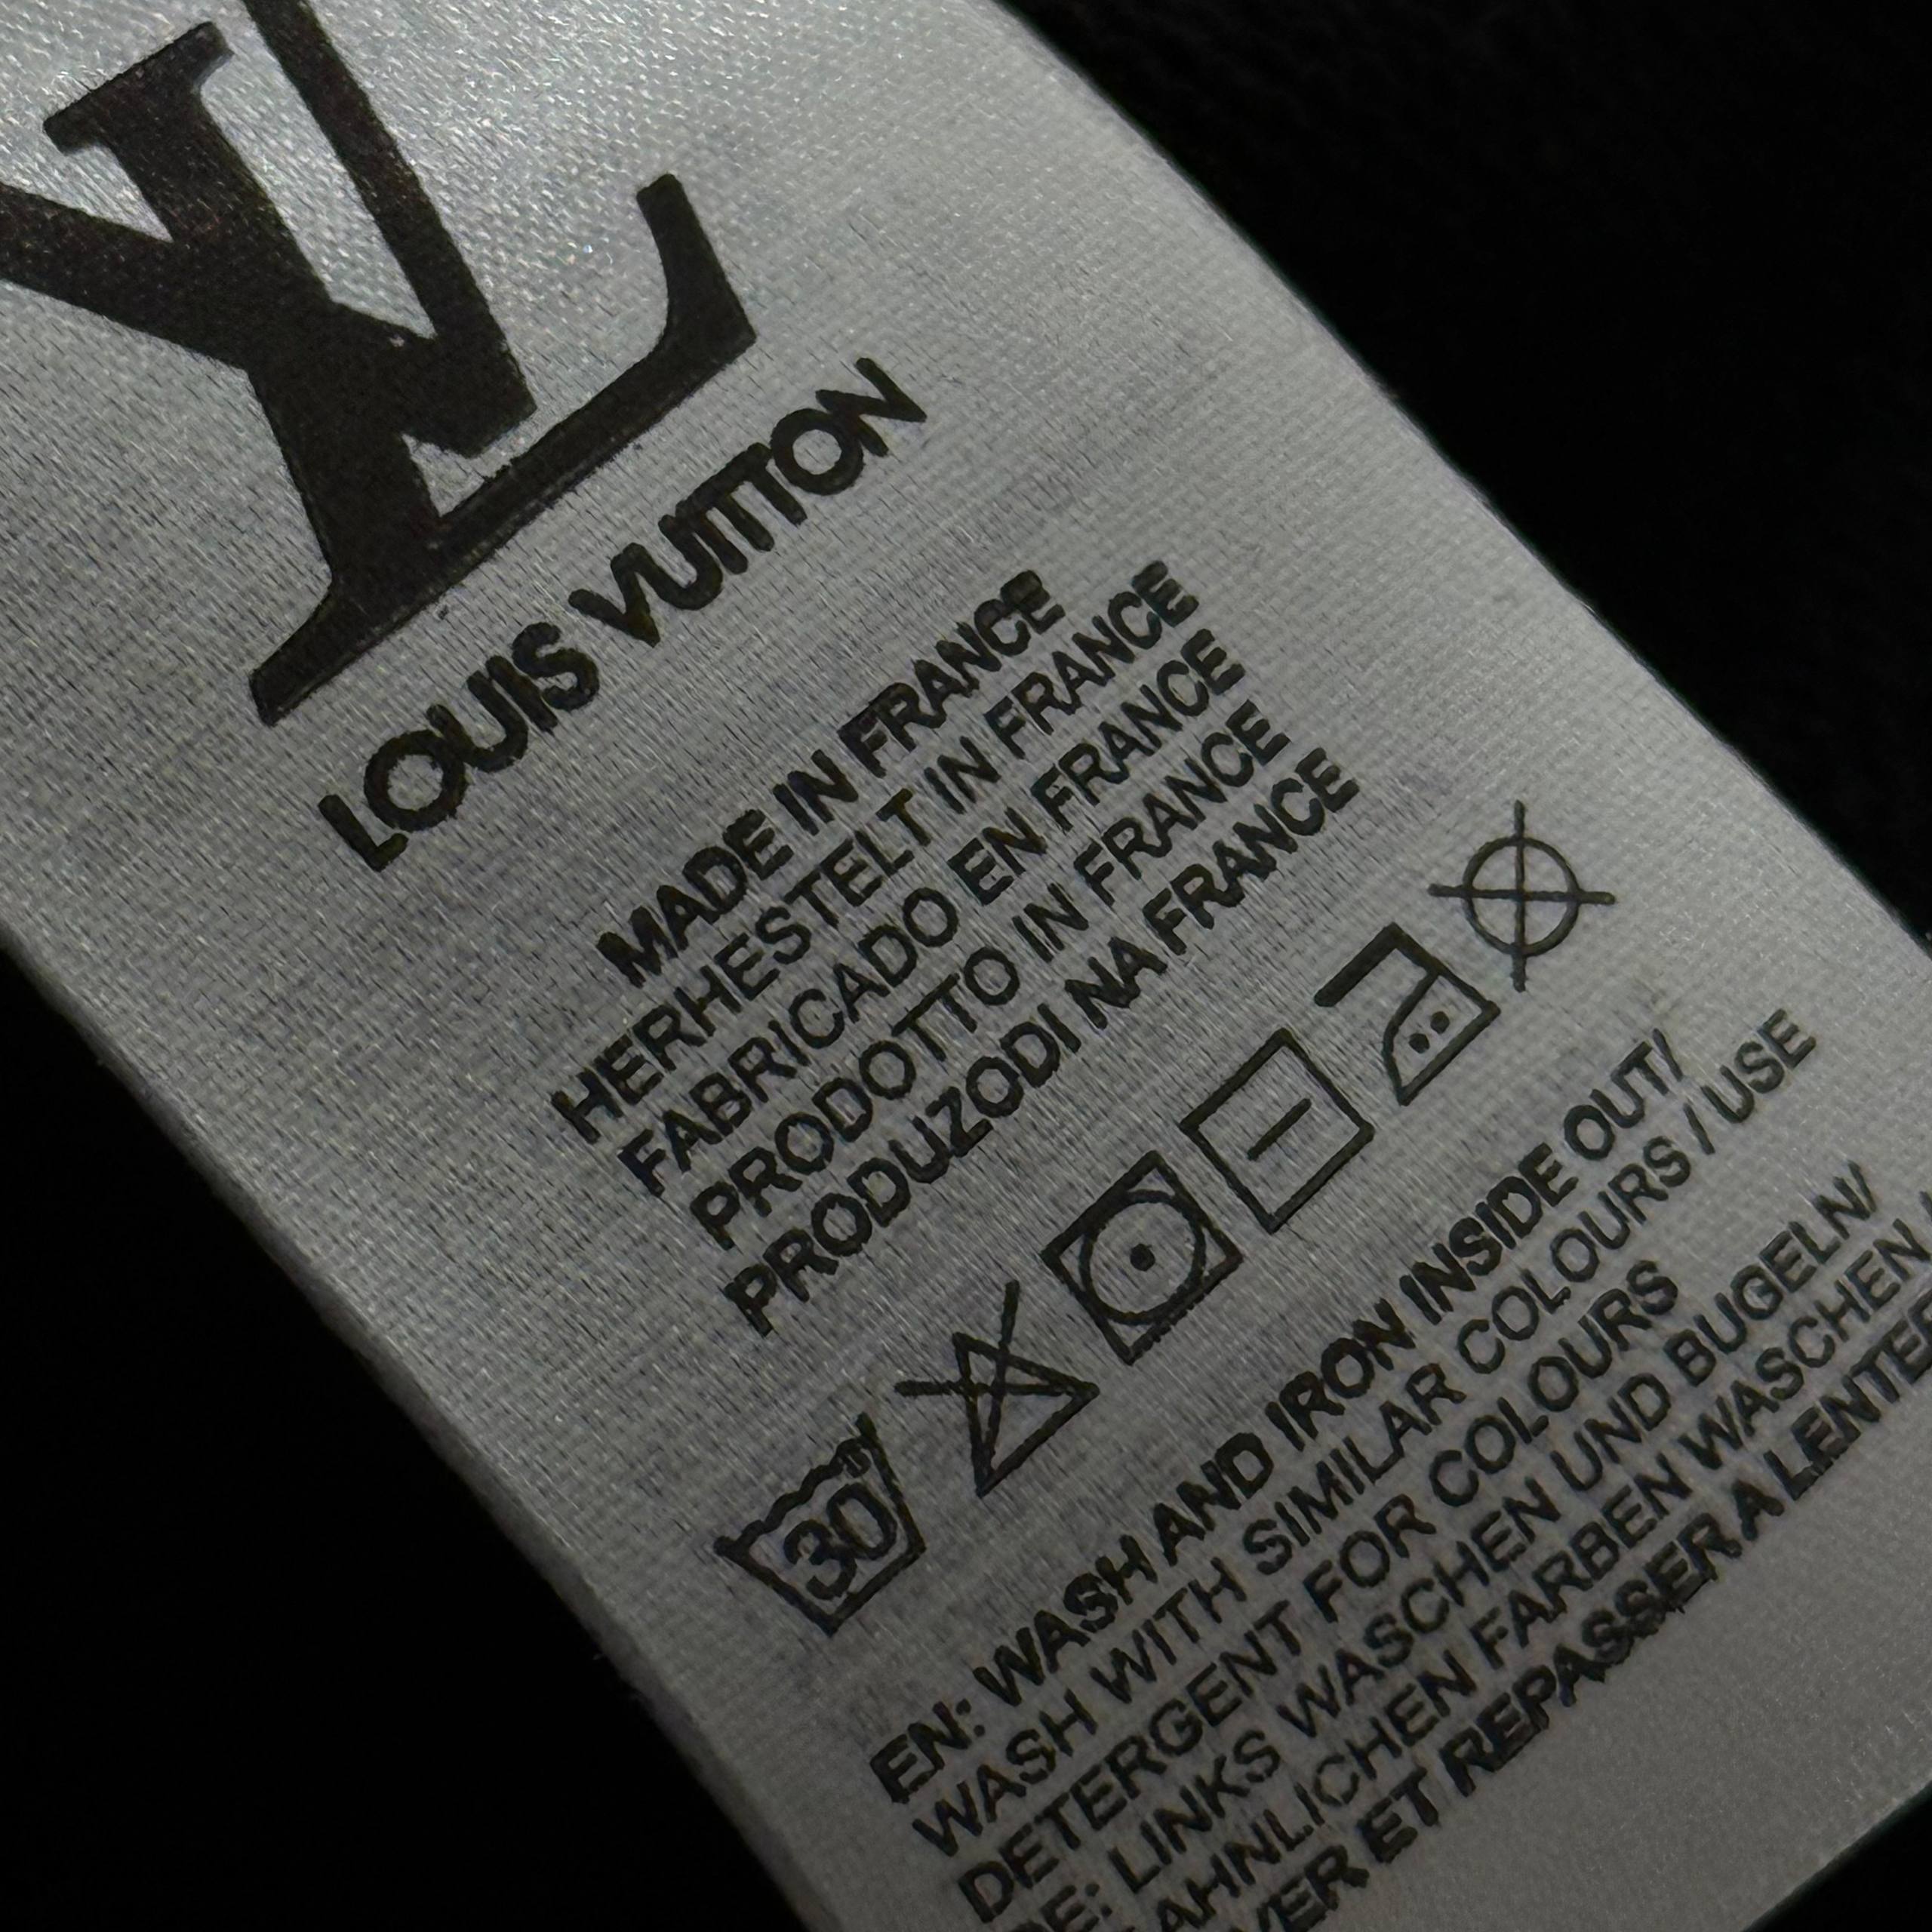 LV
LOUIS VUITTON
MADE IN FRANCE
HERHESTELT IN FRANCE
FABRICADO EN FRANCE
PRODOTTO IN FRANCE
PRODUZODI NA FRANCE
30
EN: WASH AND IRON INSIDE OUT/
WASH WITH SIMILAR COLOURS / USE
DETERGENT FOR COLOURS
DE: LINKS WASCHEN UND BUGELN/
AHNLICHEN FARBEN WASCHEN
ET REPASSER A